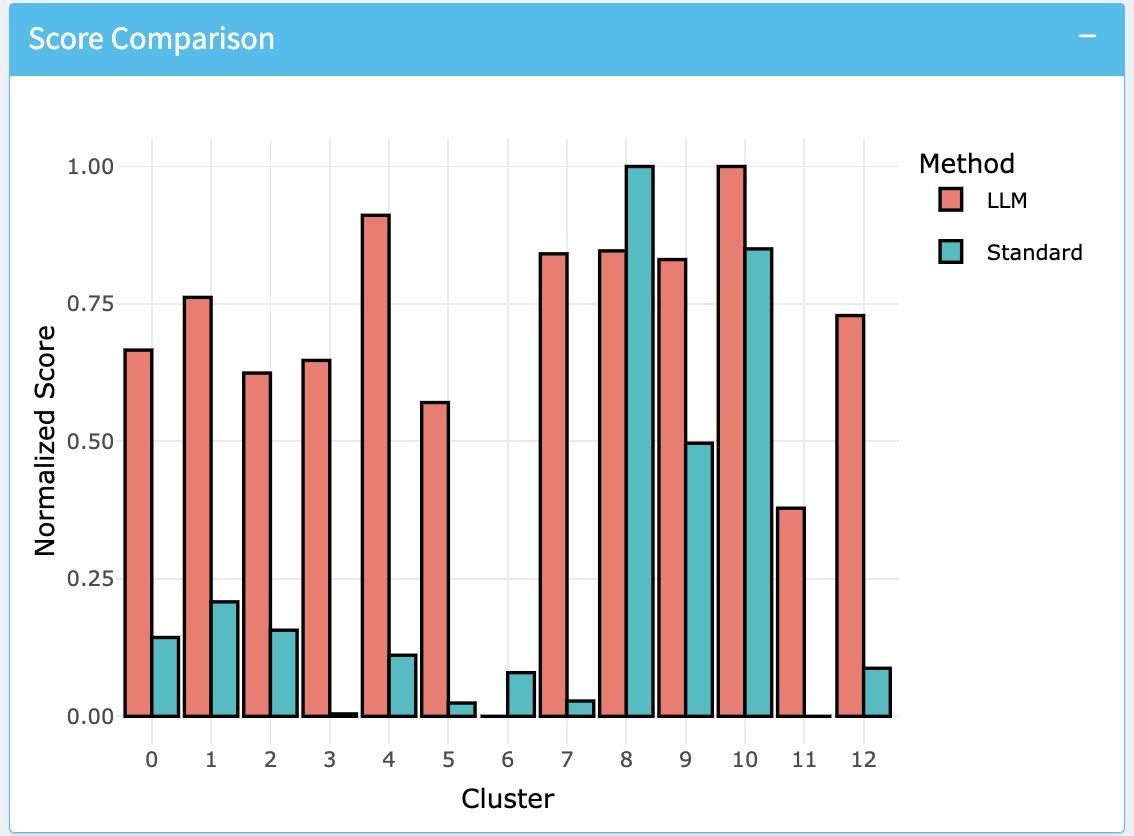 Score Comparison
Method
LLM
Standard
1.00
0.75
0.50
0.25
0.00
Normalized Score
0 1 2 3 4 5 6 7 8 9 10 11 12
Cluster